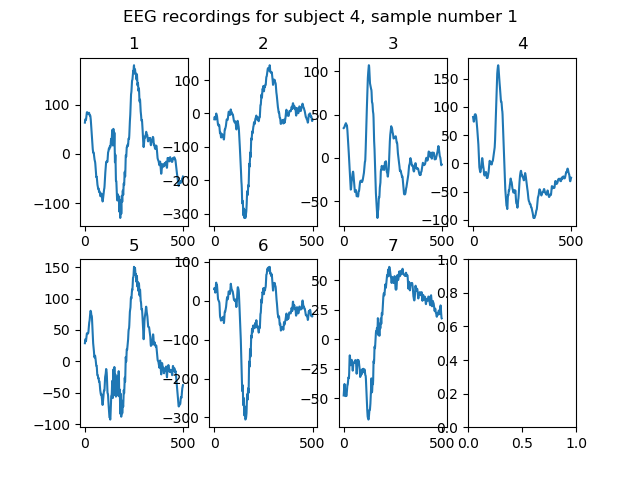 EEG recordings for subject 4, sample number 1
1 2 3 4
100 0 −100
100 0 −100 −200 −300
100 50 0 −50
150 100 50 0 −50 −100
0 500 0 500 0 500 0 500
5 6 7
150 100 50 0 −50 −100
100 0 −100 −200 −300 −400
50 25 0 −25 −50
1.0 0.8 0.6 0.4 0.2 0.0
0 500 0 500 0 500 0.0 0.5 1.0